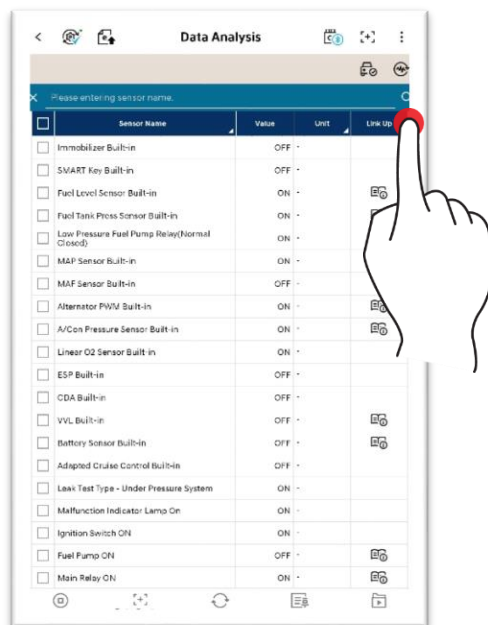 Data Analysis
Please entering sensor name.
Sensor Name Value Unit Link Up
Immobilizer Built-in OFF -
SMART Key Built-in OFF -
Fuel Level Sensor Built-in ON -
Fuel Tank Press Sensor Built-in ON -
Low Pressure Fuel Pump Relay(Normal
Closed) ON -
MAP Sensor Built-in ON -
MAF Sensor Built-in OFF -
Alternator PWM Built-in ON -
A/Con Pressure Sensor Built-in ON -
Linear O2 Sensor Built-in ON -
ESP Built-in OFF -
CDA Built-in OFF -
VVL Built-in OFF -
Battery Sensor Built-in OFF -
Adapted Cruise Control Built-in OFF -
Leak Test Type - Under Pressure System ON -
Malfunction Indicator Lamp On ON -
Ignition Switch ON ON -
Fuel Pump ON OFF -
Main Relay ON ON -